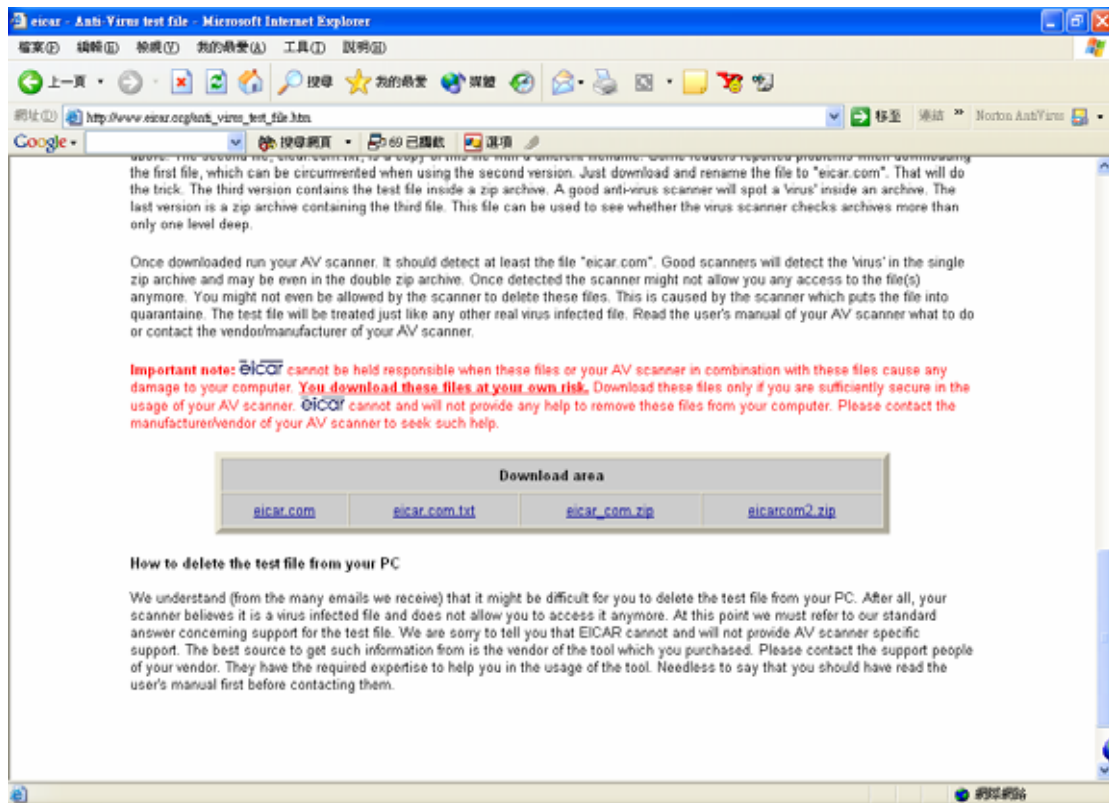 eicar - Anti-Virus test file - Microsoft Internet Explorer
檔案(F) 編輯(E) 檢視(V) 我的最愛(A) 工具(T) 說明(H)
上一頁 搜尋 我的最愛 媒體
網址(D) http://www.eicar.org/anti_virus_test_file.htm 移至 連結 » Norton AntiVirus
Google 搜尋網頁 69 已攔截 選項
above. The second file, eicar.com.txt, is a copy of this file with a different filename. Some readers reported problems when downloading
the first file, which can be circumvented when using the second version. Just download and rename the file to "eicar.com". That will do
the trick. The third version contains the test file inside a zip archive. A good anti-virus scanner will spot a 'virus' inside an archive. The
last version is a zip archive containing the third file. This file can be used to see whether the virus scanner checks archives more than
only one level deep.
Once downloaded run your AV scanner. It should detect at least the file "eicar.com". Good scanners will detect the 'virus' in the single
zip archive and may be even in the double zip archive. Once detected the scanner might not allow you any access to the file(s)
anymore. You might not even be allowed by the scanner to delete these files. This is caused by the scanner which puts the file into
quarantaine. The test file will be treated just like any other real virus infected file. Read the user's manual of your AV scanner what to do
or contact the vendor/manufacturer of your AV scanner.
Important note: eicar cannot be held responsible when these files or your AV scanner in combination with these files cause any
damage to your computer. You download these files at your own risk. Download these files only if you are sufficiently secure in the
usage of your AV scanner. eicar cannot and will not provide any help to remove these files from your computer. Please contact the
manufacturer/vendor of your AV scanner to seek such help.
Download area
eicar.com eicar.com.txt eicar_com.zip eicarcom2.zip
How to delete the test file from your PC
We understand (from the many emails we receive) that it might be difficult for you to delete the test file from your PC. After all, your
scanner believes it is a virus infected file and does not allow you to access it anymore. At this point we must refer to our standard
answer concerning support for the test file. We are sorry to tell you that EICAR cannot and will not provide AV scanner specific
support. The best source to get such information from is the vendor of the tool which you purchased. Please contact the support people
of your vendor. They have the required expertise to help you in the usage of the tool. Needless to say that you should have read the
user's manual first before contacting them.
網際網路